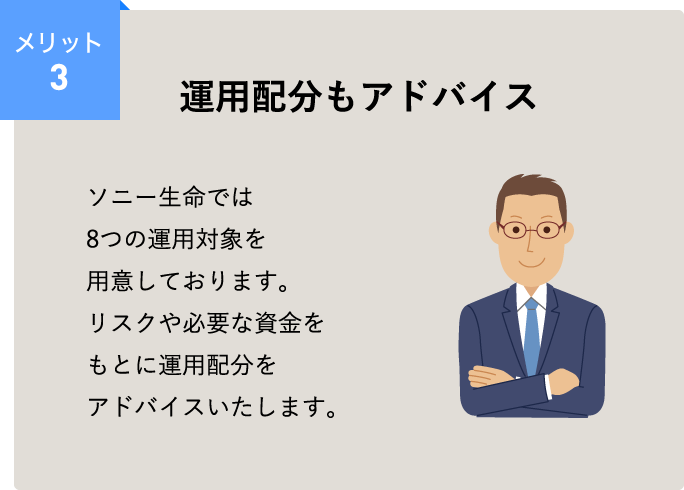 メリット
3
運用配分もアドバイス
ソニー生命では
8つの運用対象を
用意しております。
リスクや必要な資金を
もとに運用配分を
アドバイスいたします。